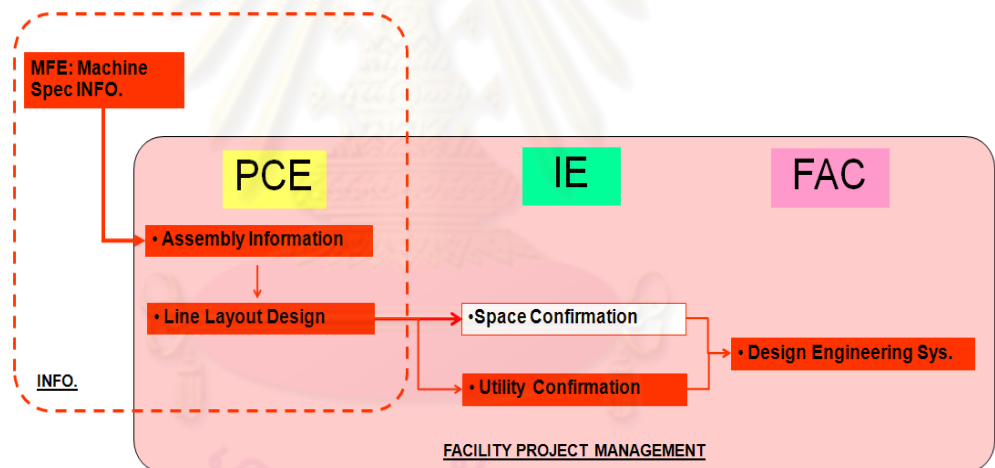 MFE: Machine
Spec INFO.
PCE
IE
FAC
• Assembly Information
• Line Layout Design
•Space Confirmation
• Utility Confirmation
• Design Engineering Sys.
INFO.
FACILITY PROJECT MANAGEMENT